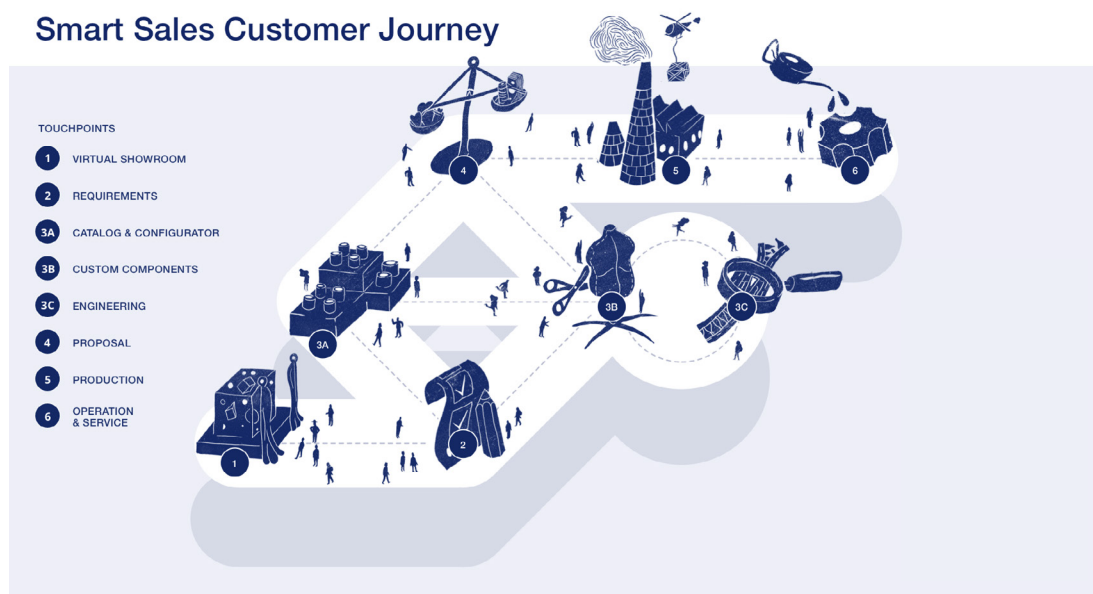 Smart Sales Customer Journey
TOUCHPOINTS
1 VIRTUAL SHOWROOM
2 REQUIREMENTS
3A CATALOG & CONFIGURATOR
3B CUSTOM COMPONENTS
3C ENGINEERING
4 PROPOSAL
5 PRODUCTION
6 OPERATION
& SERVICE
4
5
6
3B
3C
3A
2
1